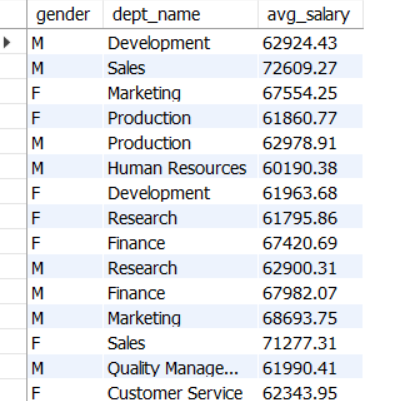 gender dept_name avg_salary
M Development 62924.43
M Sales 72609.27
F Marketing 67554.25
F Production 61860.77
M Production 62978.91
M Human Resources 60190.38
F Development 61963.68
F Research 61795.86
F Finance 67420.69
M Research 62900.31
M Finance 67982.07
M Marketing 68693.75
F Sales 71277.31
M Quality Manage... 61990.41
F Customer Service 62343.95